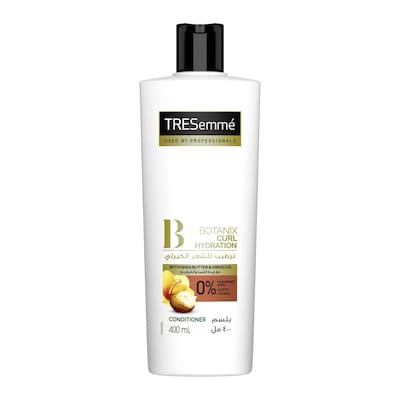 TRESemmé
USED BY PROFESSIONALS
B
BOTANIX
CURL
HYDRATION
ترطيب للشعر الكيرلي
WITH SHEA BUTTER & HIBISCUS
0%
CONDITIONER
400 mL
بلسم
٤٠٠ مل